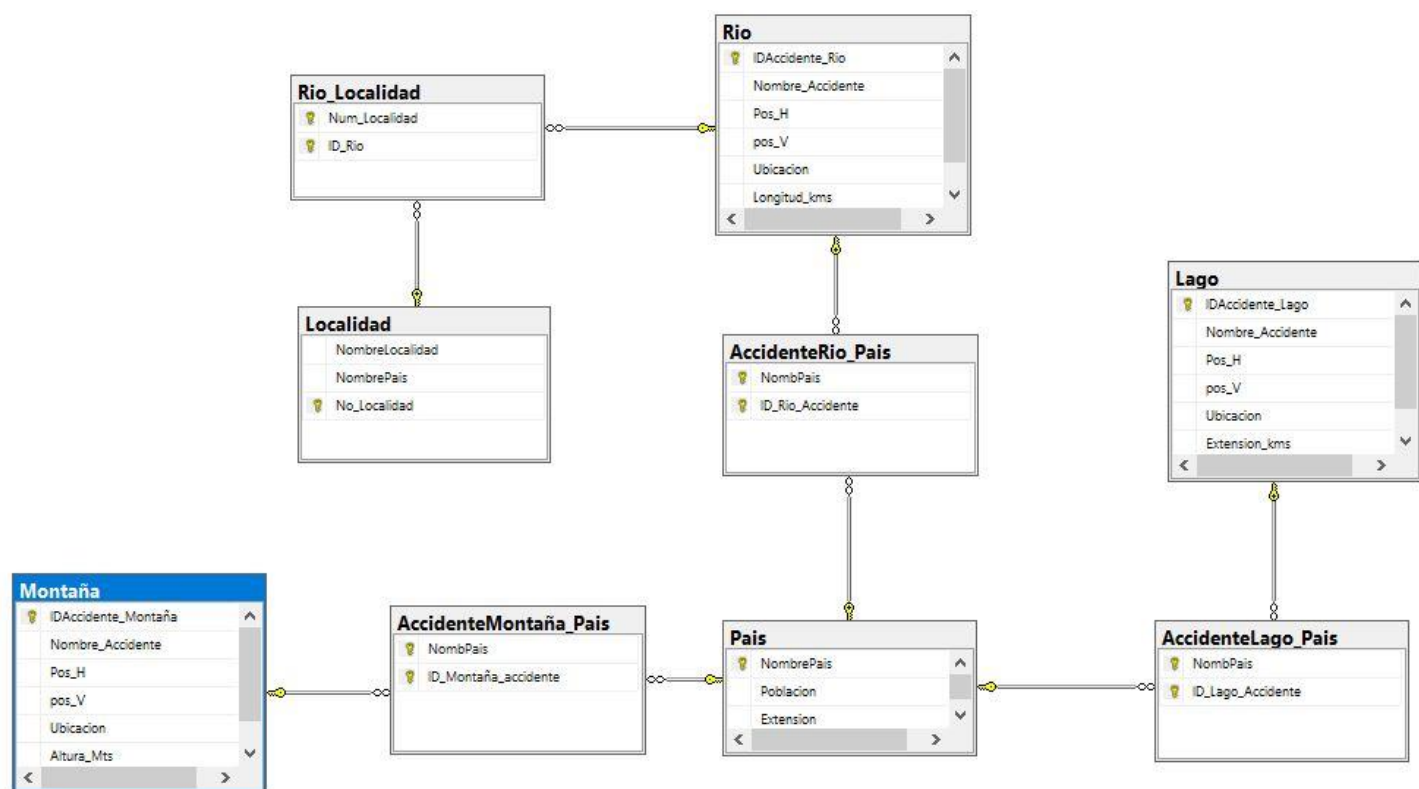 Rio
IDAccidente_Rio
Nombre_Accidente
Pos_H
pos_V
Ubicacion
Longitud_kms
Rio_Localidad
Num_Localidad
ID_Rio
Localidad
NombreLocalidad
NombrePais
No_Localidad
AccidenteRio_Pais
NombPais
ID_Rio_Accidente
Lago
IDAccidente_Lago
Nombre_Accidente
Pos_H
pos_V
Ubicacion
Extension_kms
Montaña
IDAccidente_Montaña
Nombre_Accidente
Pos_H
pos_V
Ubicacion
Altura_Mts
AccidenteMontaña_Pais
NombPais
ID_Montaña_accidente
Pais
NombrePais
Poblacion
Extension
AccidenteLago_Pais
NombPais
ID_Lago_Accidente